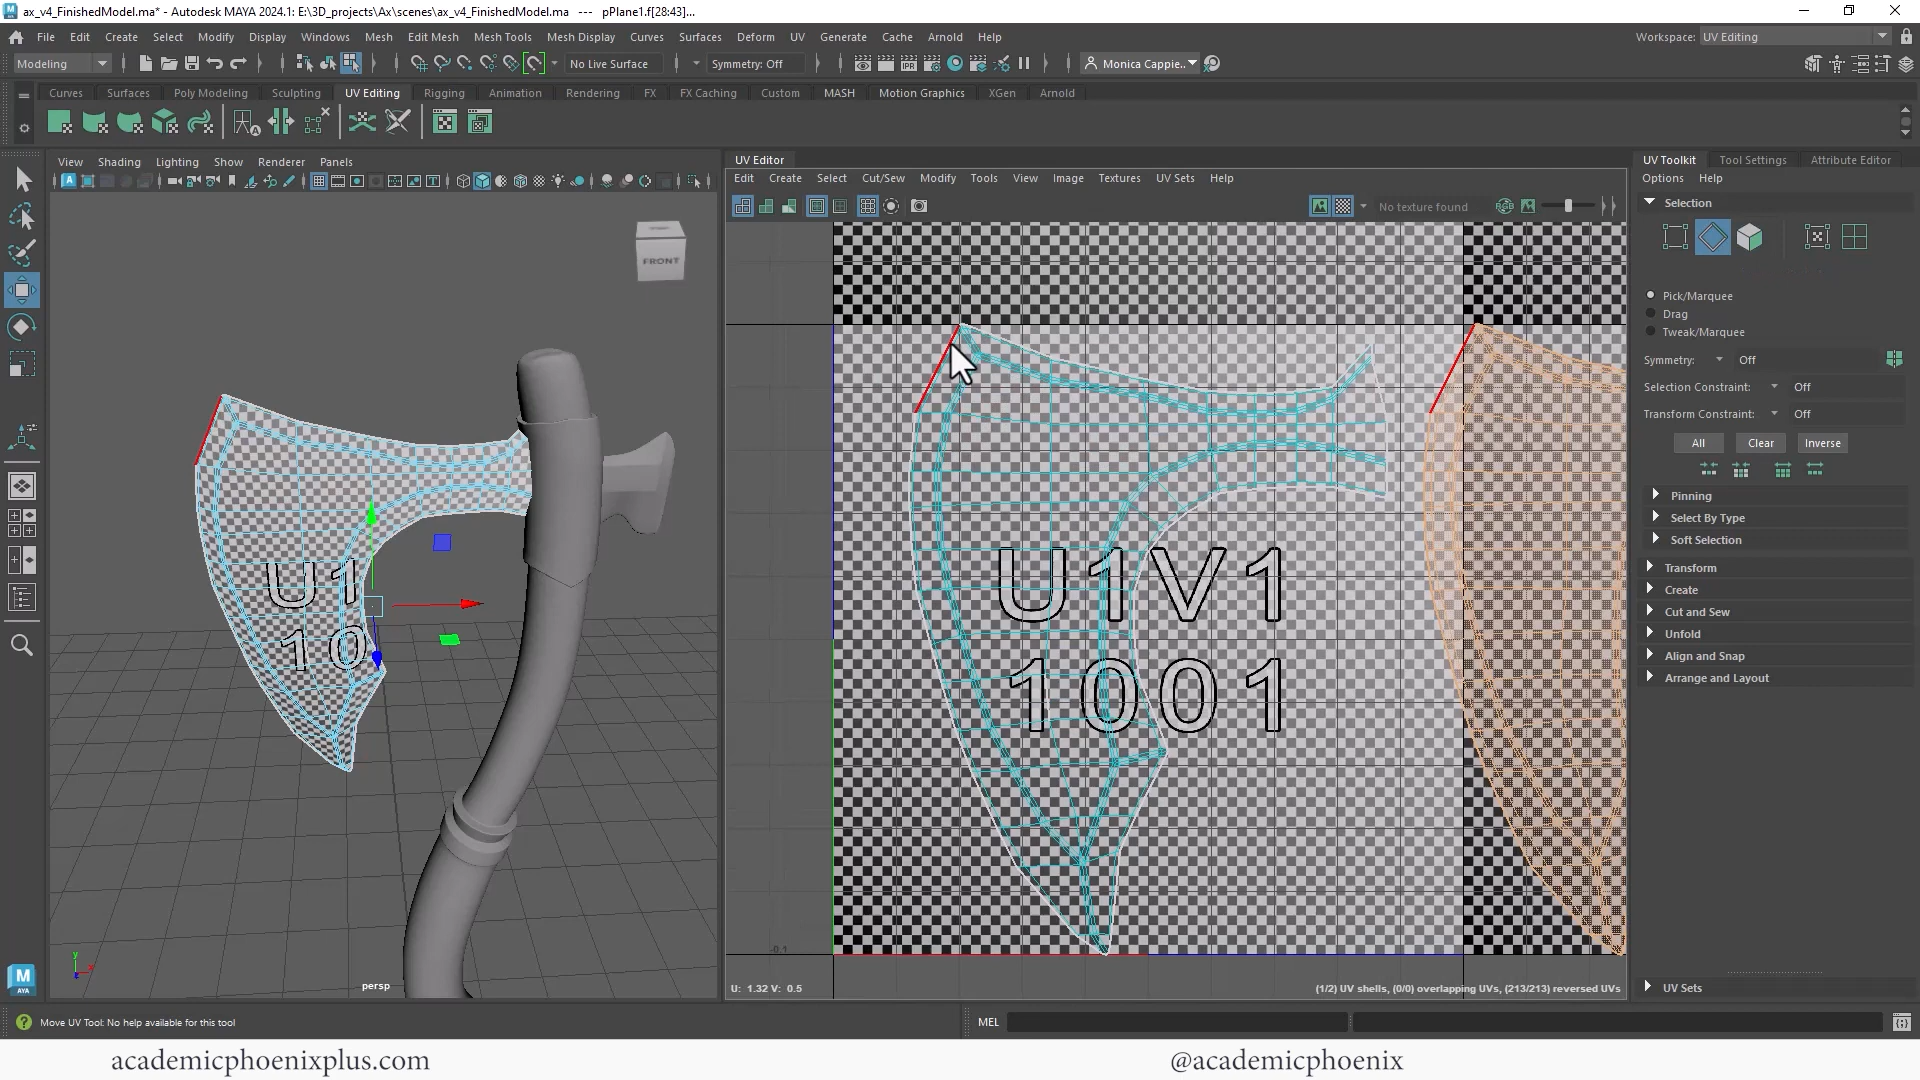 ax_v4_FinishedModel.ma* - Autodesk MAYA 2024.1: E:\3D_projects\Ax\scenes\ax_v4_FinishedModel.ma --- pPlane1.f[28:43]...
File Edit Create Select Modify Display Windows Mesh Edit Mesh Mesh Tools Mesh Display Curves Surfaces Deform UV Generate Cache Arnold Help Workspace: UV Editing
Modeling No Live Surface Symmetry: Off Monica Cappie..
Curves Surfaces Poly Modeling Sculpting UV Editing Rigging Animation Rendering FX FX Caching Custom MASH Motion Graphics XGen Arnold
View Shading Lighting Show Renderer Panels
UV Editor
UV Toolkit Tool Settings Attribute Editor
Edit Create Select Cut/Sew Modify Tools View Image Textures UV Sets Help
Options Help
No texture found
Selection
FRONT
Pick/Marquee
Drag
Tweak/Marquee
Symmetry: Off
Selection Constraint: Off
Transform Constraint: Off
All Clear Inverse
Pinning
Select By Type
Soft Selection
Transform
Create
Cut and Sew
Unfold
Align and Snap
Arrange and Layout
U1
10
U1V1
1001
-0.1
persp
U: 1.32 V: 0.5
(1/2) UV shells, (0/0) overlapping UVs, (213/213) reversed UVs
UV Sets
M
AYA
Move UV Tool: No help available for this tool
MEL
academicphoenixplus.com
@academicphoenix